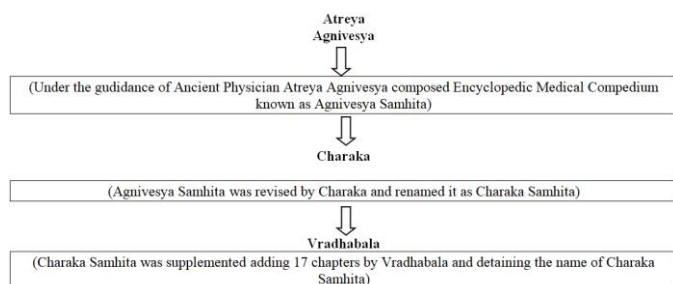 Atreya
Agnivesya
(Under the gudidance of Ancient Physician Atreya Agnivesya composed Encyclopedic Medical Compedium
known as Agnivesya Samhita)
Charaka
(Agnivesya Samhita was revised by Charaka and renamed it as Charaka Samhita)
Vradhabala
(Charaka Samhita was supplemented adding 17 chapters by Vradhabala and detaining the name of Charaka
Samhita)